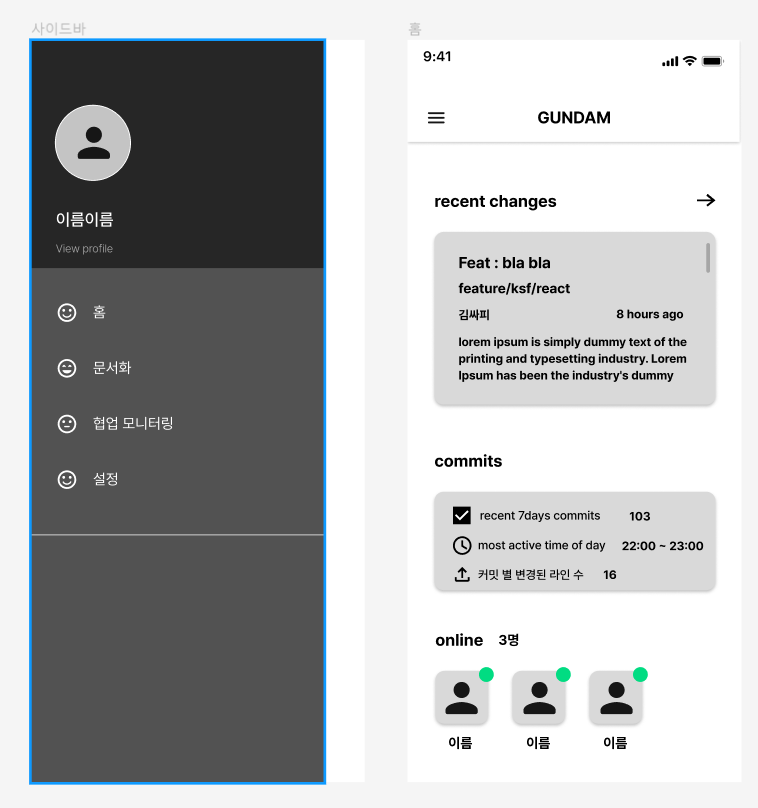 사이드바
이름이름
View profile
홈
문서화
협업 모니터링
설정
홈
9:41
GUNDAM
recent changes
Feat : bla bla
feature/ksf/react
김싸피 8 hours ago
lorem ipsum is simply dummy text of the
printing and typesetting industry. Lorem
Ipsum has been the industry's dummy
commits
recent 7days commits 103
most active time of day 22:00 ~ 23:00
커밋 별 변경된 라인 수 16
online 3명
이름 이름 이름